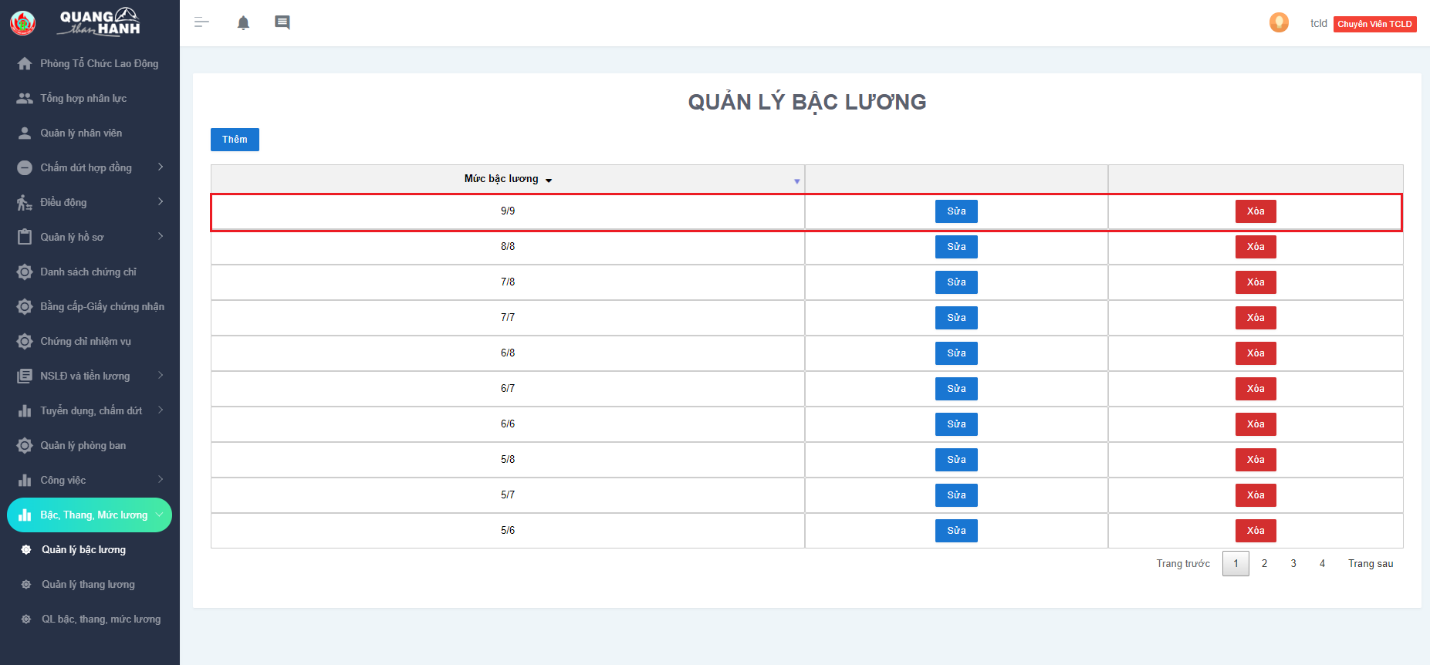 QUANG
than HANH
tcld Chuyên Viên TCLD
Phòng Tổ Chức Lao Động
Tổng hợp nhân lực
Quản lý nhân viên
Chấm dứt hợp đồng
Điều động
Quản lý hồ sơ
Danh sách chứng chỉ
Bằng cấp-Giấy chứng nhận
Chứng chỉ nhiệm vụ
NSLĐ và tiền lương
Tuyển dụng, chấm dứt
Quản lý phòng ban
Công việc
Bậc, Thang, Mức lương
Quản lý bậc lương
Quản lý thang lương
QL bậc, thang, mức lương
QUẢN LÝ BẬC LƯƠNG
Thêm
Mức bậc lương
9/9 Sửa Xóa
8/8 Sửa Xóa
7/8 Sửa Xóa
7/7 Sửa Xóa
6/8 Sửa Xóa
6/7 Sửa Xóa
6/6 Sửa Xóa
5/8 Sửa Xóa
5/7 Sửa Xóa
5/6 Sửa Xóa
Trang trước 1 2 3 4 Trang sau